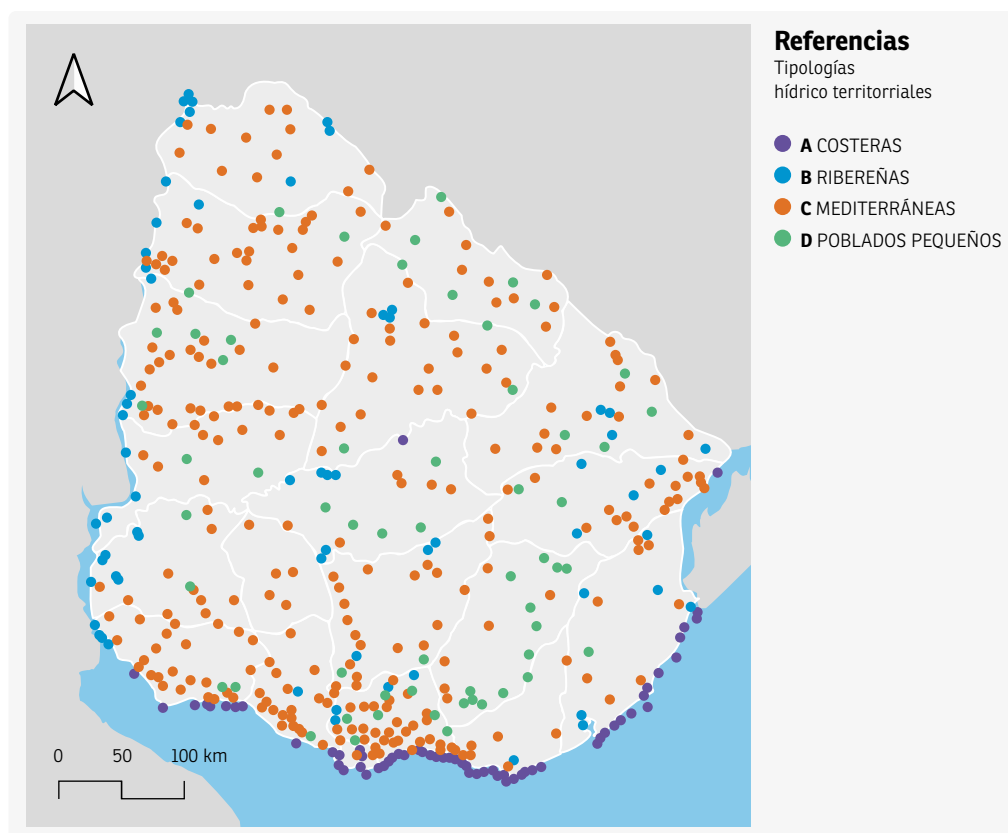 Referencias
Tipologías
hídrico territorriales
A COSTERAS
B RIBEREÑAS
C MEDITERRÁNEAS
D POBLADOS PEQUEÑOS
0 50 100 km